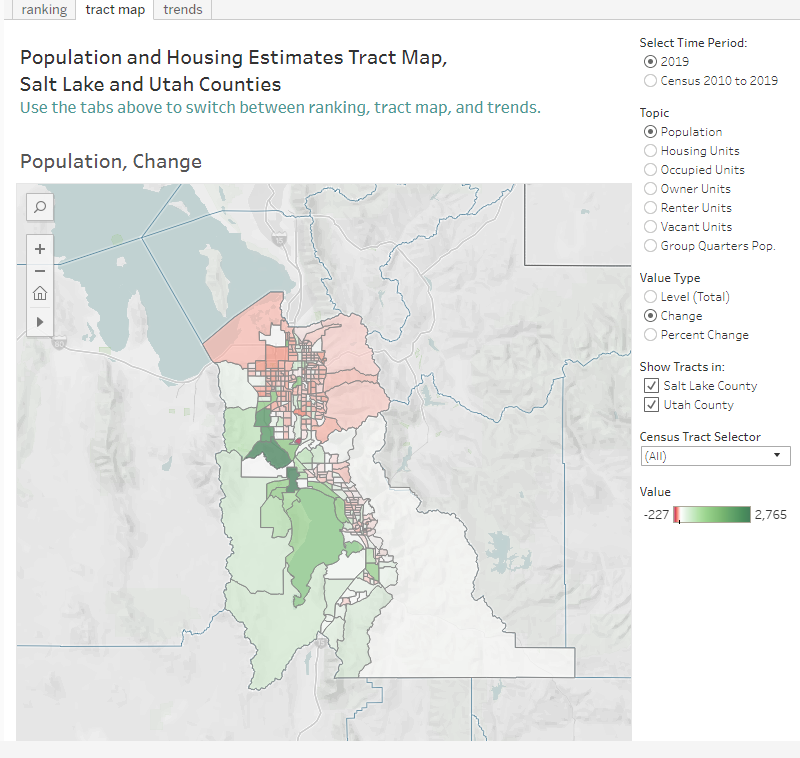 ranking tract map trends
Population and Housing Estimates Tract Map,
Salt Lake and Utah Counties
Use the tabs above to switch between ranking, tract map, and trends.
Population, Change
Select Time Period:
2019
Census 2010 to 2019
Topic
Population
Housing Units
Occupied Units
Owner Units
Renter Units
Vacant Units
Group Quarters Pop.
Value Type
Level (Total)
Change
Percent Change
Show Tracts in:
Salt Lake County
Utah County
Census Tract Selector
(All)
Value
-227 2,765